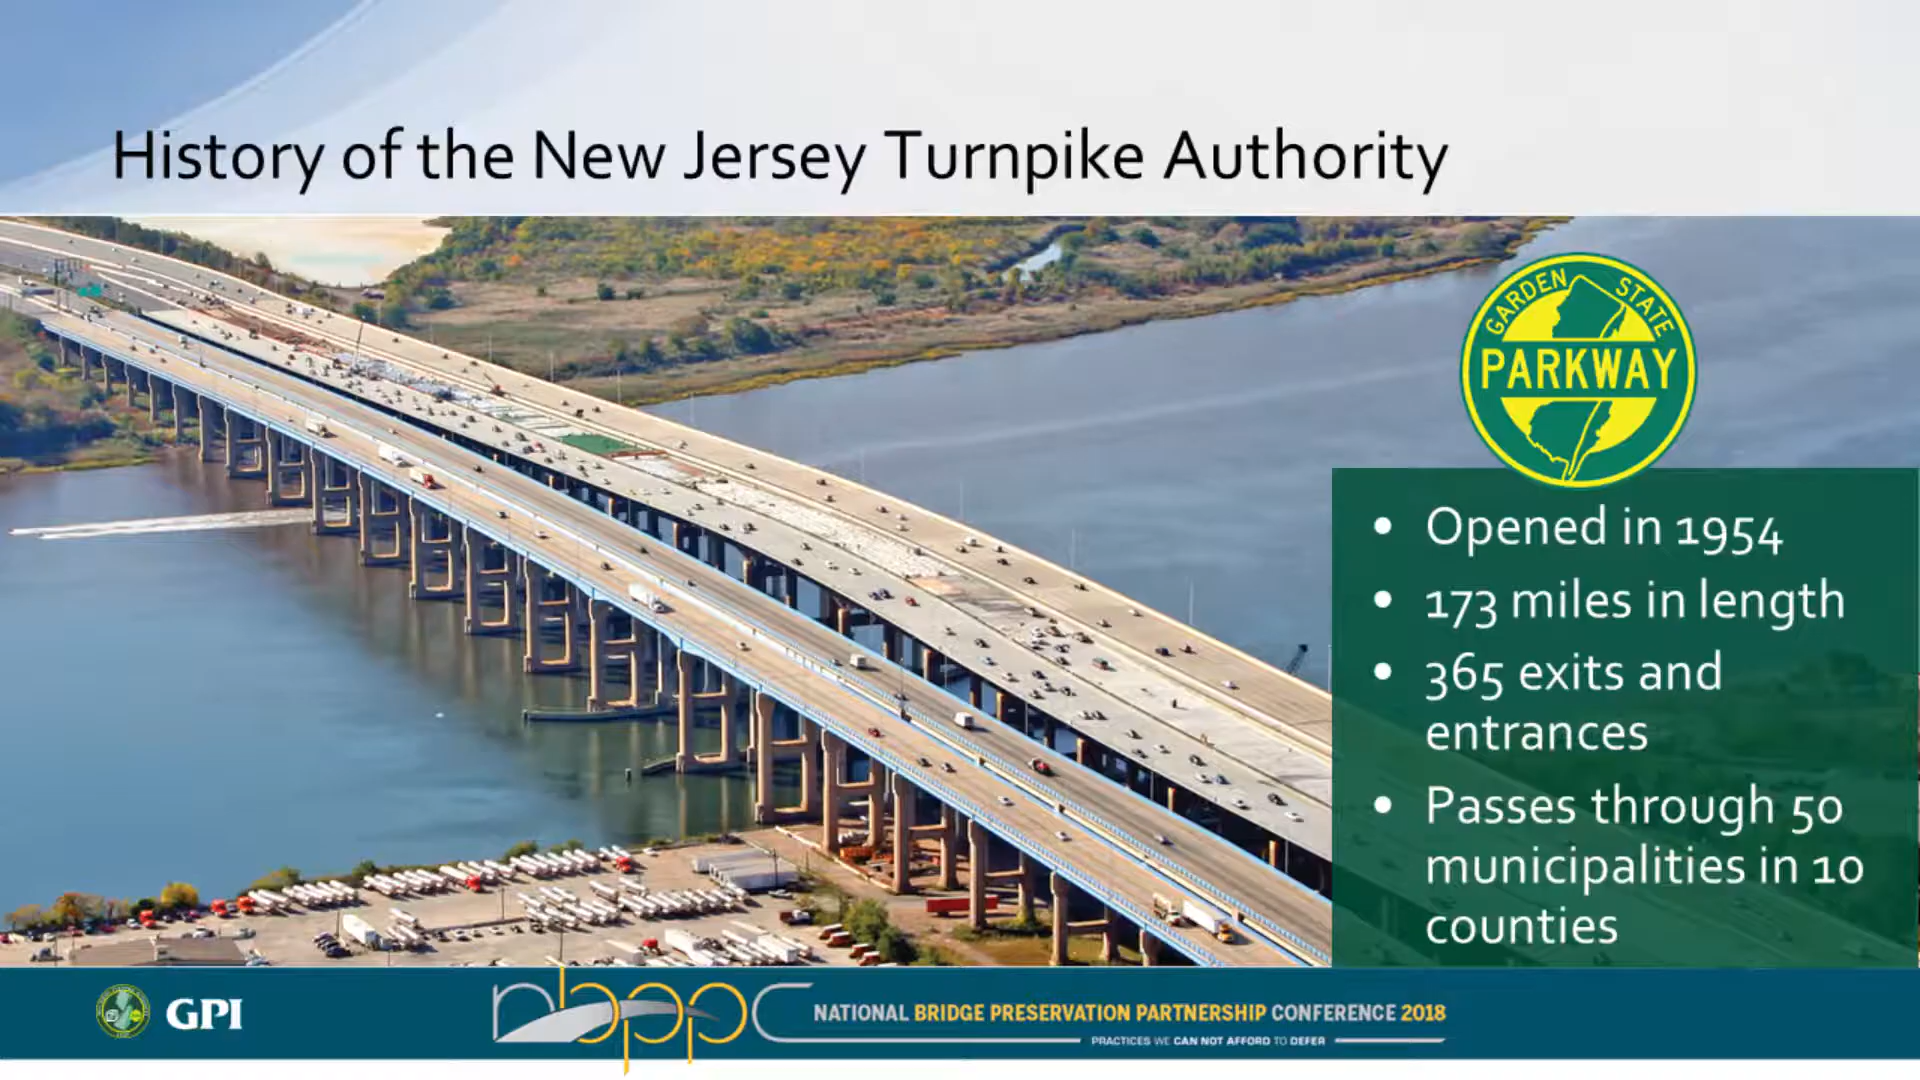 History of the New Jersey Turnpike Authority
GARDEN STATE
PARKWAY
• Opened in 1954
• 173 miles in length
• 365 exits and
entrances
• Passes through 50
municipalities in 10
counties
GPI
nbppc
NATIONAL BRIDGE PRESERVATION PARTNERSHIP CONFERENCE 2018
PRACTICES WE CAN NOT AFFORD TO DEFER